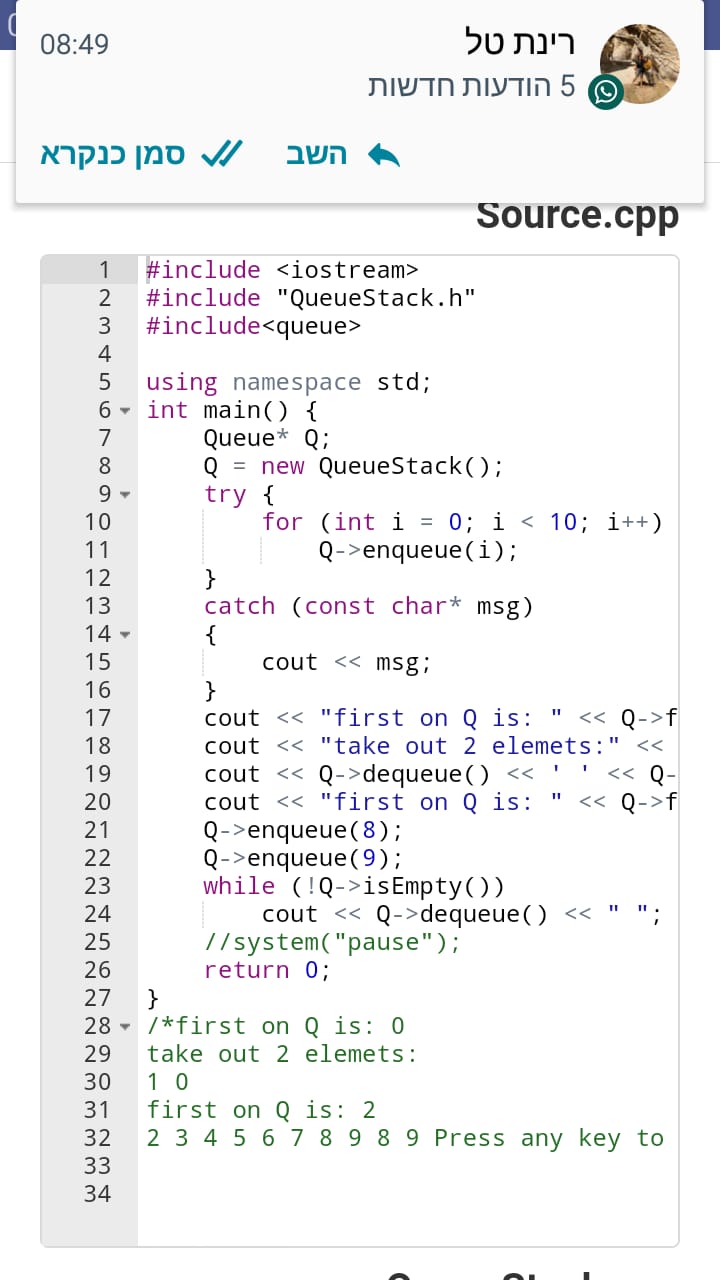 08:49
רינת טל
5 הודעות חדשות
השב
סמן כנקרא
Source.cpp
1 #include <iostream>
2 #include "QueueStack.h"
3 #include<queue>
4
5 using namespace std;
6 int main() {
7     Queue* Q;
8     Q = new QueueStack();
9     try {
10         for (int i = 0; i < 10; i++)
11             Q->enqueue(i);
12     }
13     catch (const char* msg)
14     {
15         cout << msg;
16     }
17     cout << "first on Q is: " << Q->f
18     cout << "take out 2 elemets:" <<
19     cout << Q->dequeue() << ' ' << Q-
20     cout << "first on Q is: " << Q->f
21     Q->enqueue(8);
22     Q->enqueue(9);
23     while (!Q->isEmpty())
24         cout << Q->dequeue() << " ";
25     //system("pause");
26     return 0;
27 }
28 /*first on Q is: 0
29 take out 2 elemets:
30 1 0
31 first on Q is: 2
32 2 3 4 5 6 7 8 9 8 9 Press any key to
33
34